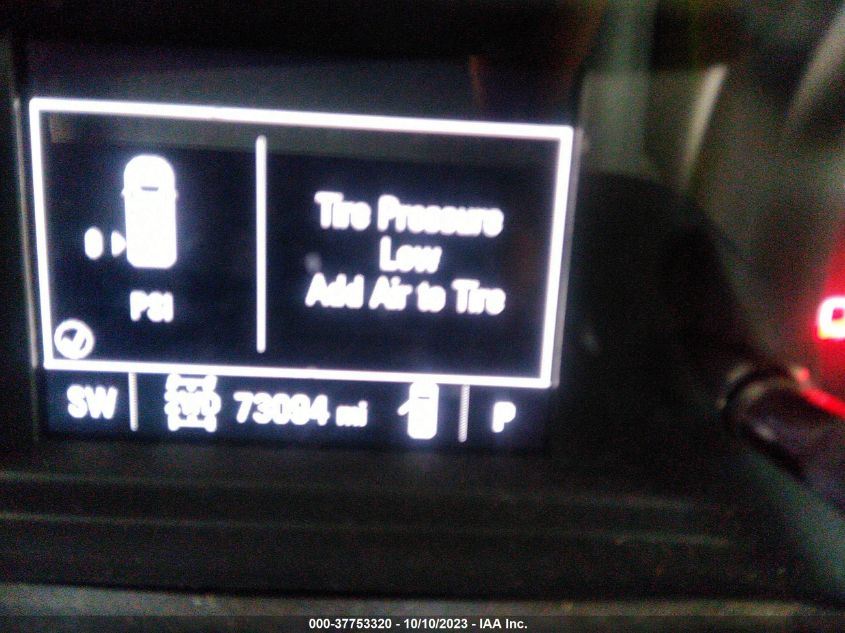 Tire Pressure
Low
Add Air to Tire
0
PSI
SW 2WD 73094 mi P
000-37753320 - 10/10/2023 - IAA Inc.